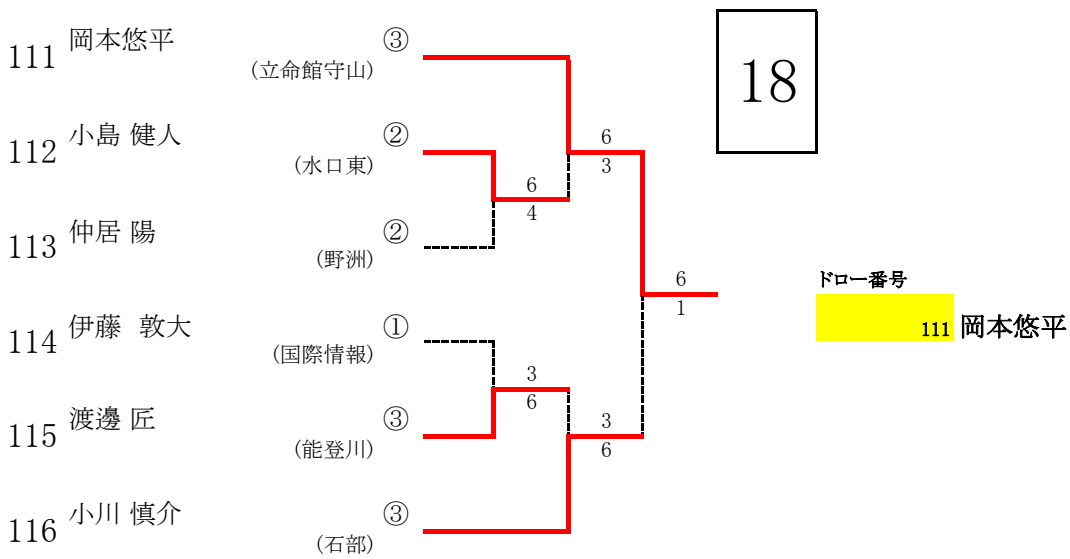 111 岡本悠平 ③
(立命館守山)
112 小島 健人 ②
(水口東)
113 仲居 陽 ②
(野洲)
114 伊藤 敦大 ①
(国際情報)
115 渡邊 匠 ③
(能登川)
116 小川 慎介 ③
(石部)
6
4
3
6
6
3
3
6
6
1
18
ドロー番号
111 岡本悠平